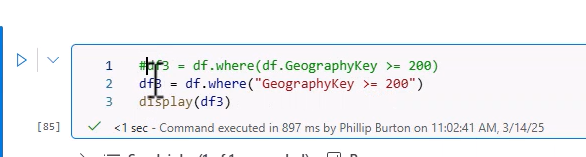 1 #df3 = df.where(df.GeographyKey >= 200)
2 df3 = df.where("GeographyKey >= 200")
3 display(df3)
[85] <1 sec - Command executed in 897 ms by Phillip Burton on 11:02:41 AM, 3/14/25